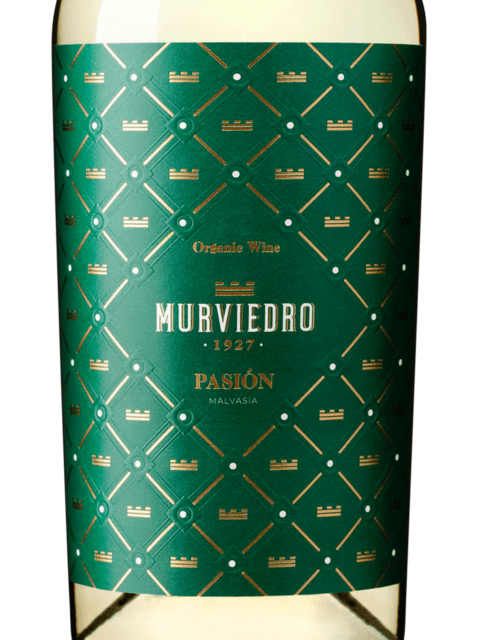 Organic Wine
MURVIEDRO
· 1927 ·
PASIÓN
MALVASIA